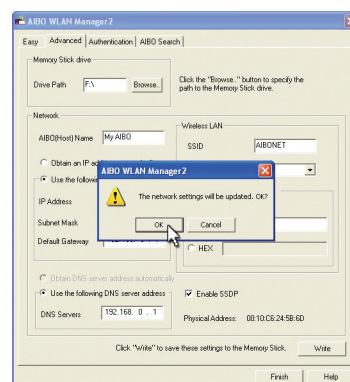 AIBO WLAN Manager2
Easy Advanced Authentication AIBO Search
Memory Stick drive
Drive Path F:\ Browse..
Click the "Browse.." button to specify the
path to the Memory Stick drive.
Network
AIBO(Host) Name My AIBO
Wireless LAN
SSID AIBONET
Obtain an IP
Use the
AIBO WLAN Manager2
The network settings will be updated. OK?
OK Cancel
IP Address
Subnet Mask
Default Gateway
HEX
Obtain DNS server address automatically
Use the following DNS server address
DNS Servers 192.168. 0 . 1
Enable SSDP
Physical Address: 00:10:C6:24:5B:6D
Click "Write" to save these settings to the Memory Stick. Write
Finish Help